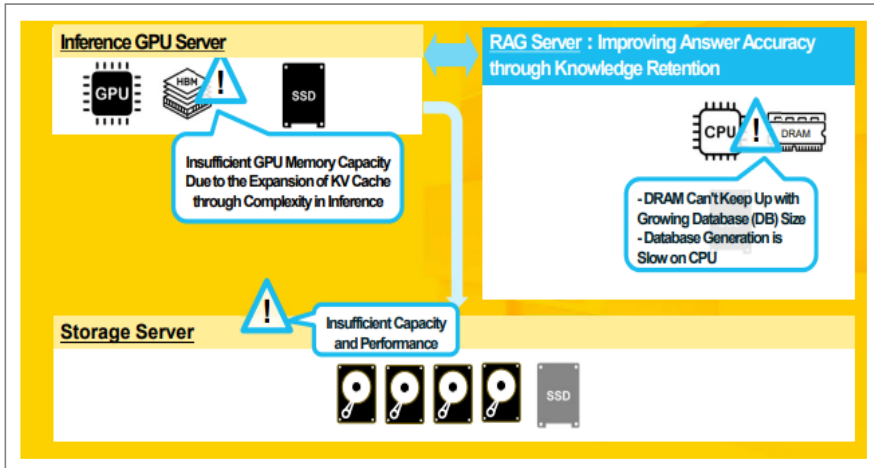 Inference GPU Server
GPU
HBM
!
SSD
Insufficient GPU Memory Capacity
Due to the Expansion of KV Cache
through Complexity in Inference
RAG Server : Improving Answer Accuracy
through Knowledge Retention
CPU
!
DRAM
- DRAM Can't Keep Up with
Growing Database (DB) Size
- Database Generation is
Slow on CPU
Storage Server
!
Insufficient Capacity
and Performance
SSD